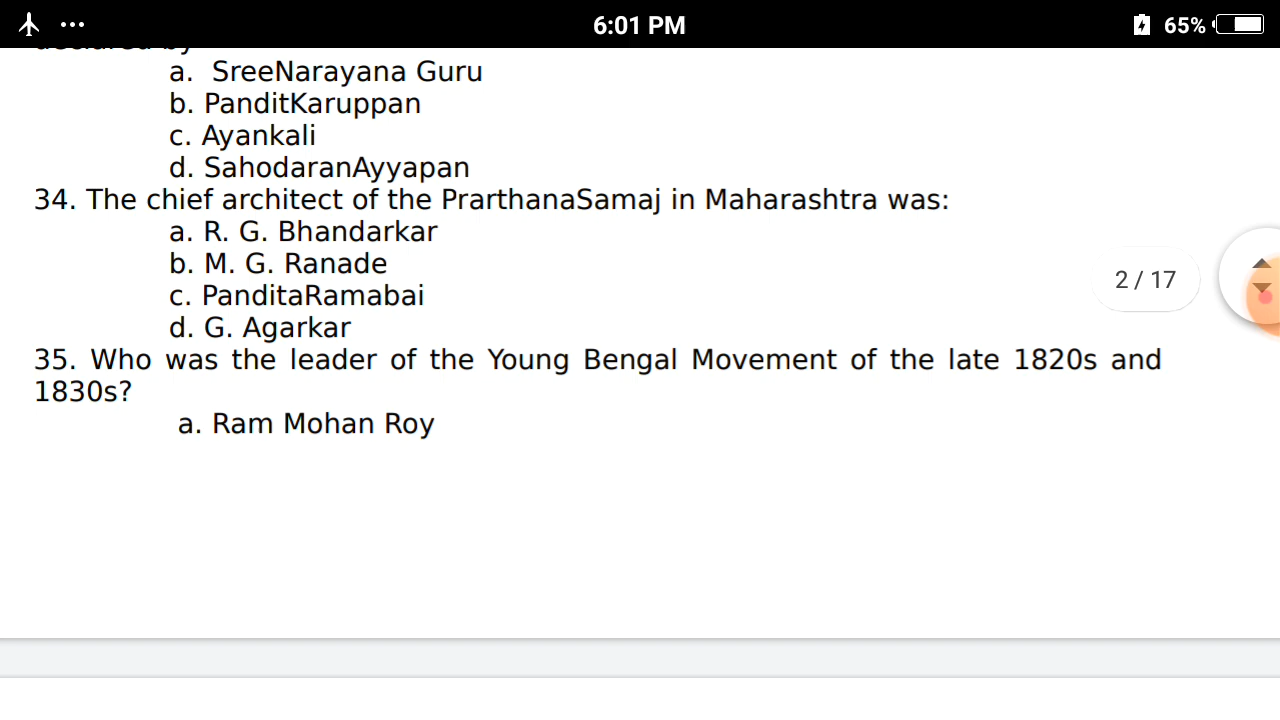 6:01 PM
65%
a. SreeNarayana Guru
b. PanditKaruppan
c. Ayankali
d. SahodaranAyyapan
34. The chief architect of the PrarthanaSamaj in Maharashtra was:
a. R. G. Bhandarkar
b. M. G. Ranade
c. PanditaRamabai
d. G. Agarkar
2 / 17
35. Who was the leader of the Young Bengal Movement of the late 1820s and
1830s?
a. Ram Mohan Roy